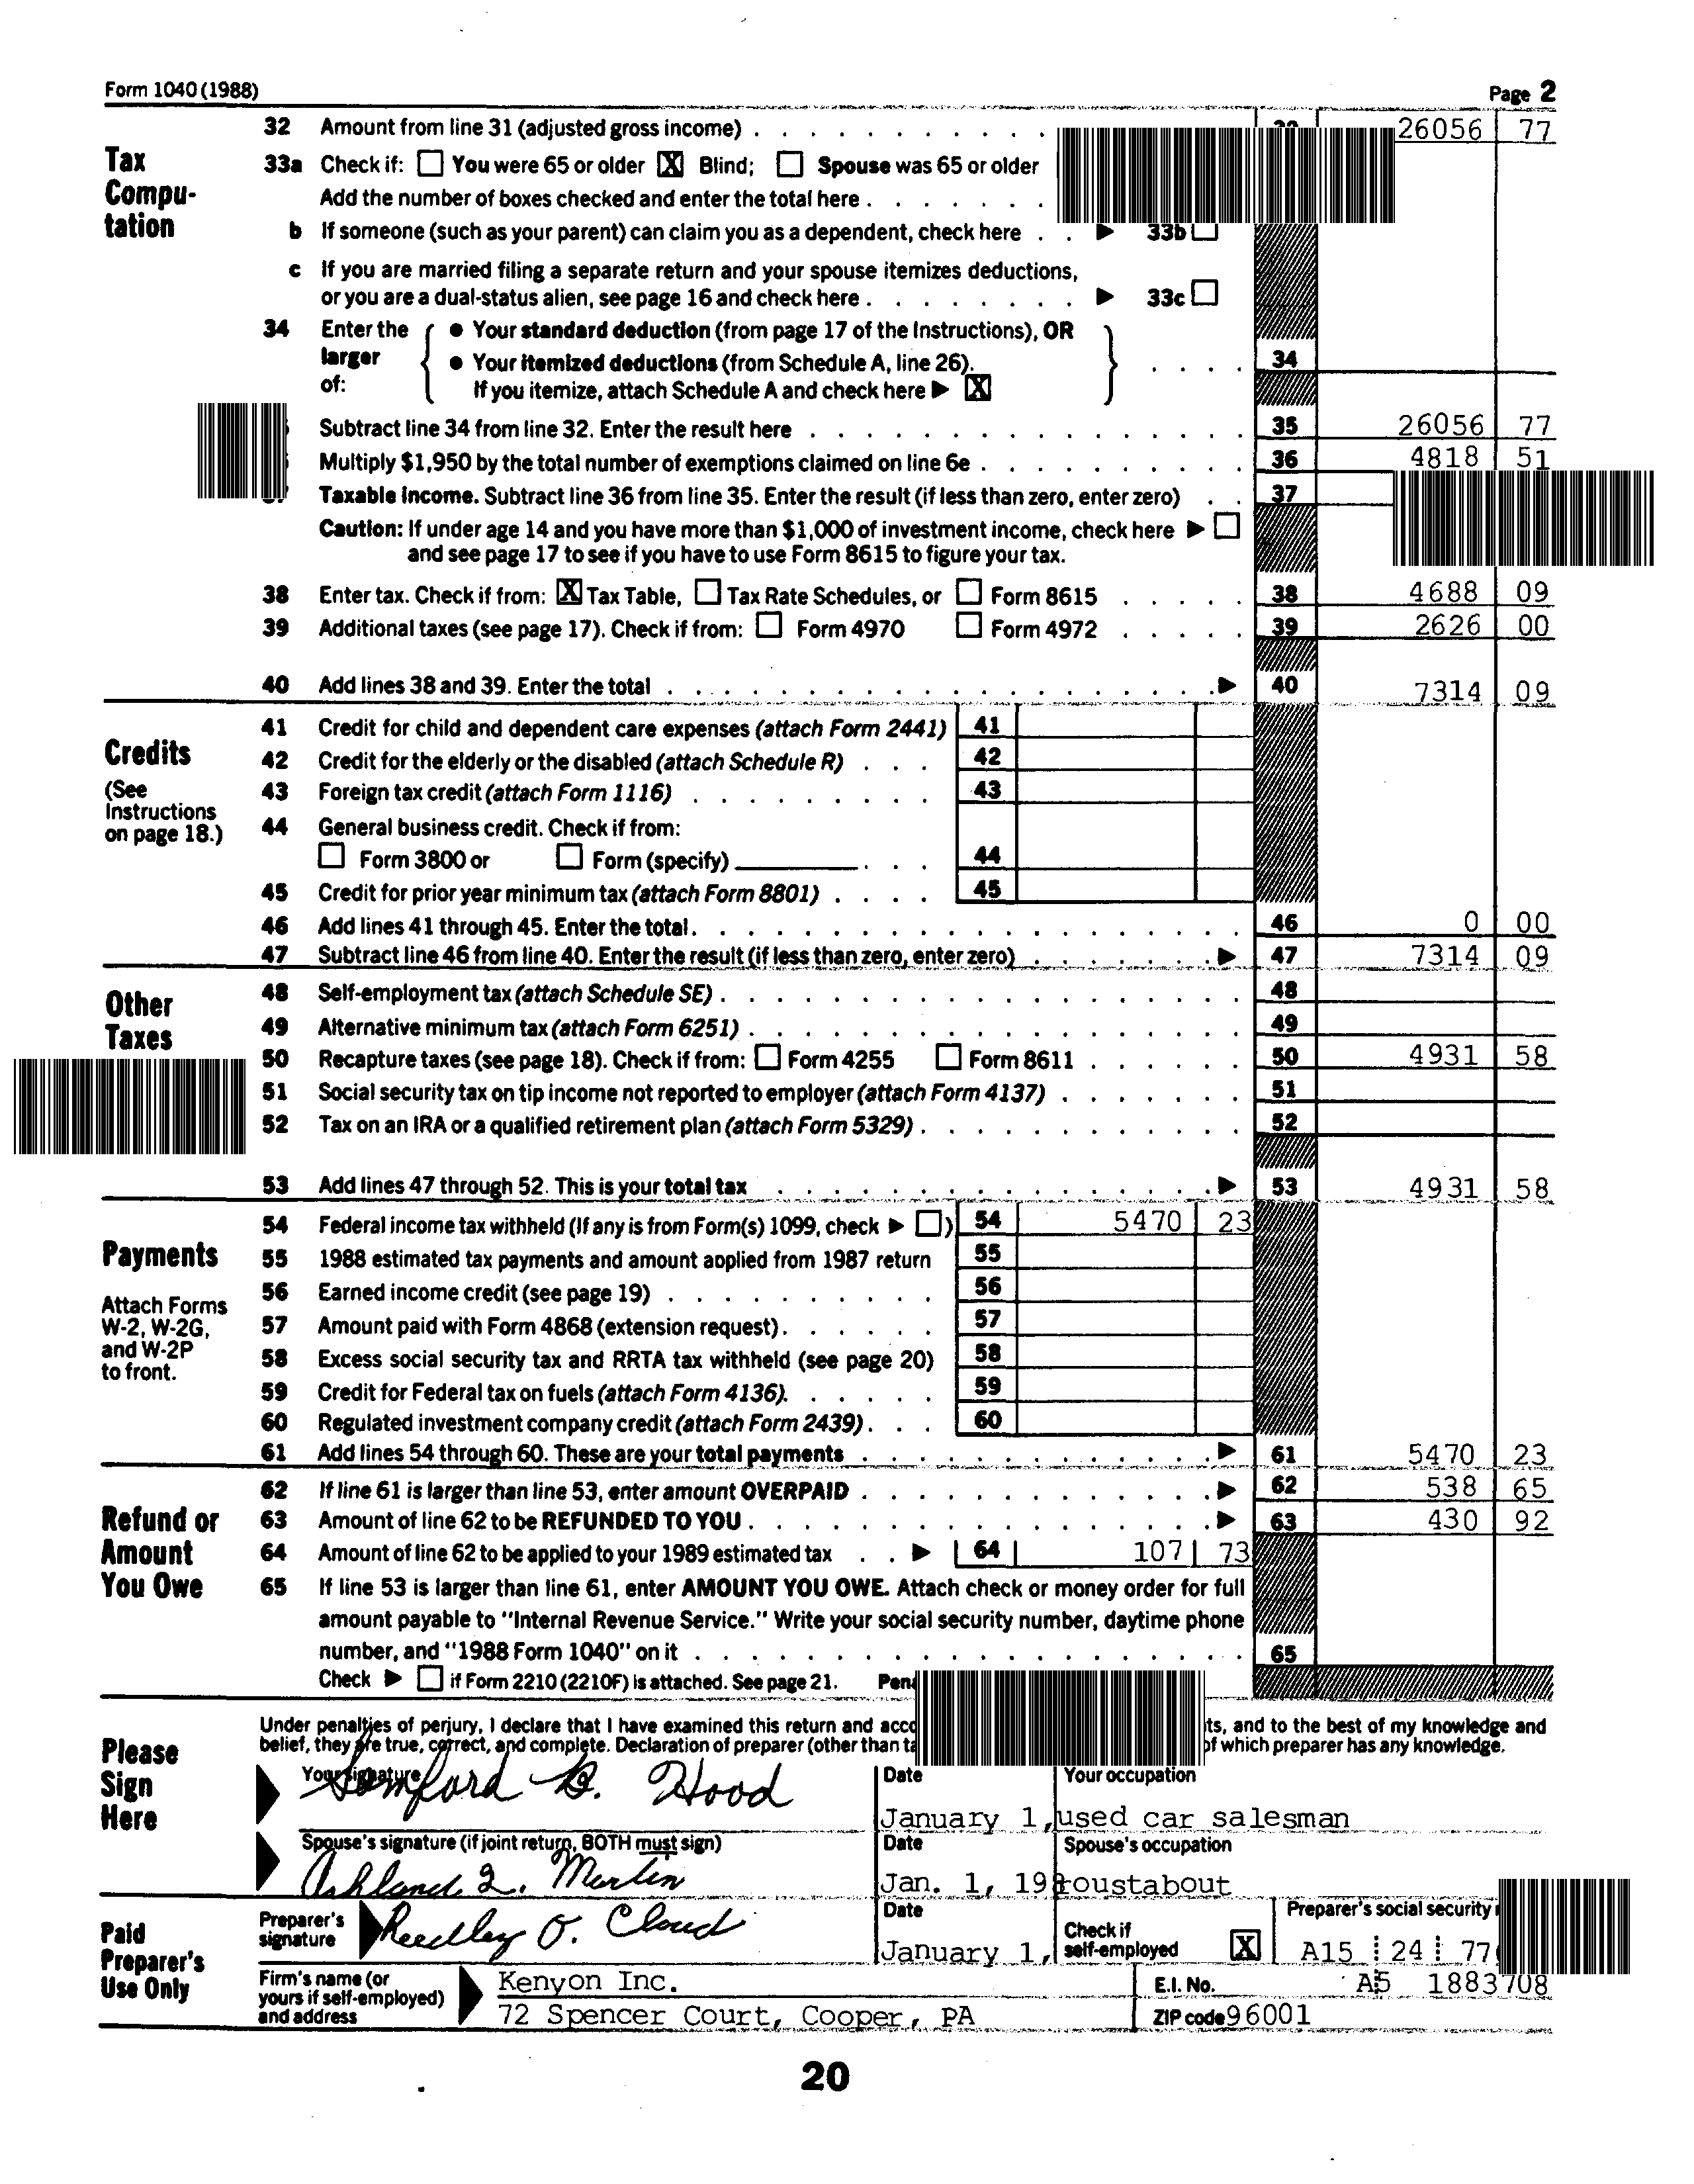 Form 1040 (1988) Page 2
32 Amount from line 31 (adjusted gross income) 26056 77
Tax Compu- tation
33a Check if: You were 65 or older X Blind; Spouse was 65 or older
Add the number of boxes checked and enter the total here
b If someone (such as your parent) can claim you as a dependent, check here 33b
c If you are married filing a separate return and your spouse itemizes deductions,
or you are a dual-status alien, see page 16 and check here 33c
34 Enter the larger of: • Your standard deduction (from page 17 of the Instructions), OR
• Your itemized deductions (from Schedule A, line 26). 34
If you itemize, attach Schedule A and check here X
Subtract line 34 from line 32. Enter the result here 35 26056 77
Multiply $1,950 by the total number of exemptions claimed on line 6e 36 4818 51
Taxable income. Subtract line 36 from line 35. Enter the result (if less than zero, enter zero) 37
Caution: If under age 14 and you have more than $1,000 of investment income, check here
and see page 17 to see if you have to use Form 8615 to figure your tax.
38 Enter tax. Check if from: X Tax Table, Tax Rate Schedules, or Form 8615 38 4688 09
39 Additional taxes (see page 17). Check if from: Form 4970 Form 4972 39 2626 00
40 Add lines 38 and 39. Enter the total 40 7314 09
Credits
(See Instructions on page 18.)
41 Credit for child and dependent care expenses (attach Form 2441) 41
42 Credit for the elderly or the disabled (attach Schedule R) 42
43 Foreign tax credit (attach Form 1116) 43
44 General business credit. Check if from:
Form 3800 or Form (specify) 44
45 Credit for prior year minimum tax (attach Form 8801) 45
46 Add lines 41 through 45. Enter the total 46 0 00
47 Subtract line 46 from line 40. Enter the result (if less than zero, enter zero) 47 7314 09
Other Taxes
48 Self-employment tax (attach Schedule SE) 48
49 Alternative minimum tax (attach Form 6251) 49
50 Recapture taxes (see page 18). Check if from: Form 4255 Form 8611 50 4931 58
51 Social security tax on tip income not reported to employer (attach Form 4137) 51
52 Tax on an IRA or a qualified retirement plan (attach Form 5329) 52
53 Add lines 47 through 52. This is your total tax 53 4931 58
Payments
Attach Forms W-2, W-2G, and W-2P to front.
54 Federal income tax withheld (If any is from Form(s) 1099, check ) 54 5470 23
55 1988 estimated tax payments and amount applied from 1987 return 55
56 Earned income credit (see page 19) 56
57 Amount paid with Form 4868 (extension request) 57
58 Excess social security tax and RRTA tax withheld (see page 20) 58
59 Credit for Federal tax on fuels (attach Form 4136). 59
60 Regulated investment company credit (attach Form 2439) 60
61 Add lines 54 through 60. These are your total payments 61 5470 23
Refund or Amount You Owe
62 If line 61 is larger than line 53, enter amount OVERPAID 62 538 65
63 Amount of line 62 to be REFUNDED TO YOU 63 430 92
64 Amount of line 62 to be applied to your 1989 estimated tax 64 107 73
65 If line 53 is larger than line 61, enter AMOUNT YOU OWE. Attach check or money order for full
amount payable to "Internal Revenue Service." Write your social security number, daytime phone
number, and "1988 Form 1040" on it 65
Check if Form 2210 (2210F) is attached. See page 21.
Please Sign Here
Under penalties of perjury, I declare that I have examined this return and ts, and to the best of my knowledge and
belief, they are true, correct, and complete. Declaration of preparer (other than of which preparer has any knowledge.
Your signature Date Your occupation
Somford B. Hood January 1, used car salesman
Spouse's signature (if joint return, BOTH must sign) Date Spouse's occupation
Ashland Q. Merlin Jan. 1, 19 roustabout
Paid Preparer's Use Only
Preparer's signature Reedley O. Cloud Date January 1, Check if self-employed X Preparer's social security A15 24 77
Firm's name (or yours if self-employed) and address Kenyon Inc. E.I. No. A5 1883708
72 Spencer Court, Cooper, PA ZIP code 96001
20